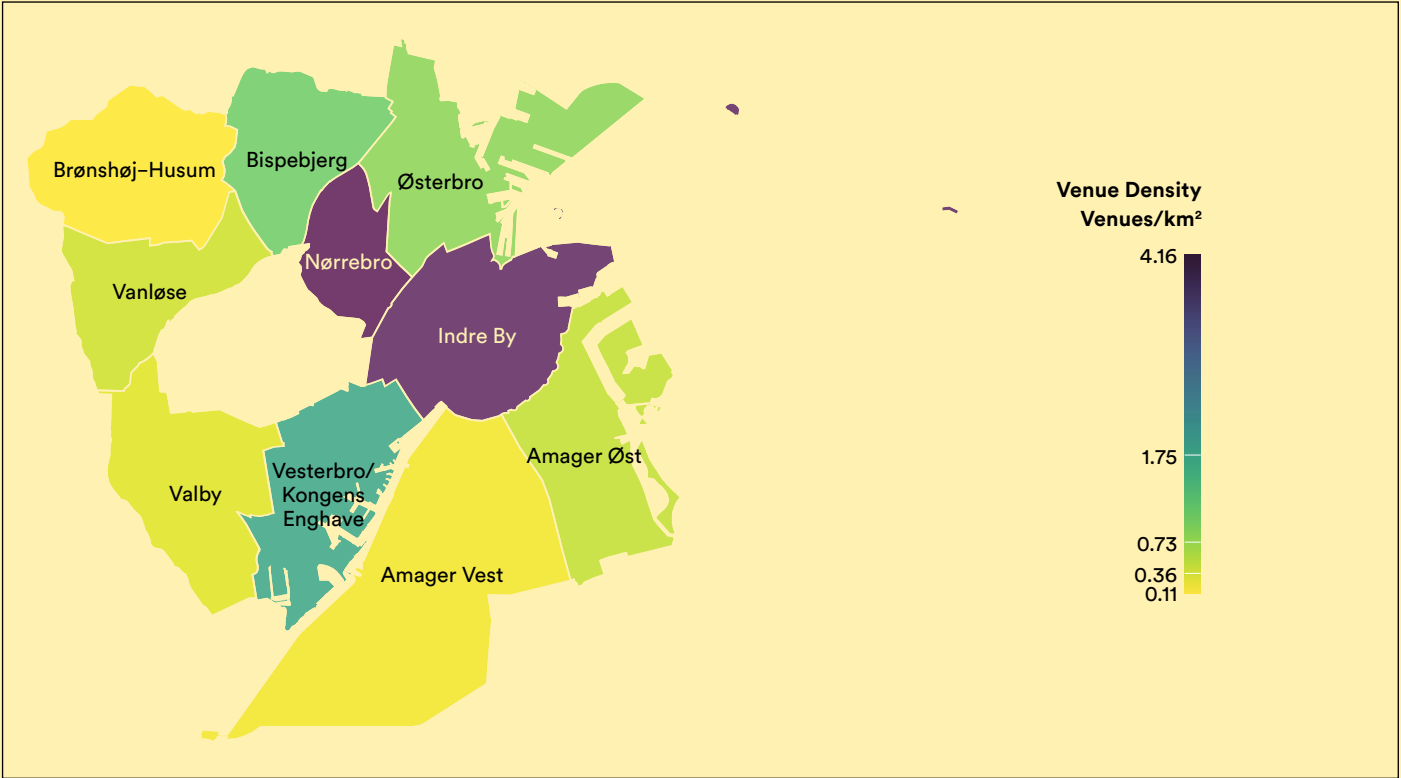 Brønshøj–Husum
Bispebjerg
Østerbro
Nørrebro
Vanløse
Indre By
Amager Øst
Valby
Vesterbro/
Kongens
Enghave
Amager Vest
Venue Density
Venues/km²
4.16
1.75
0.73
0.36
0.11